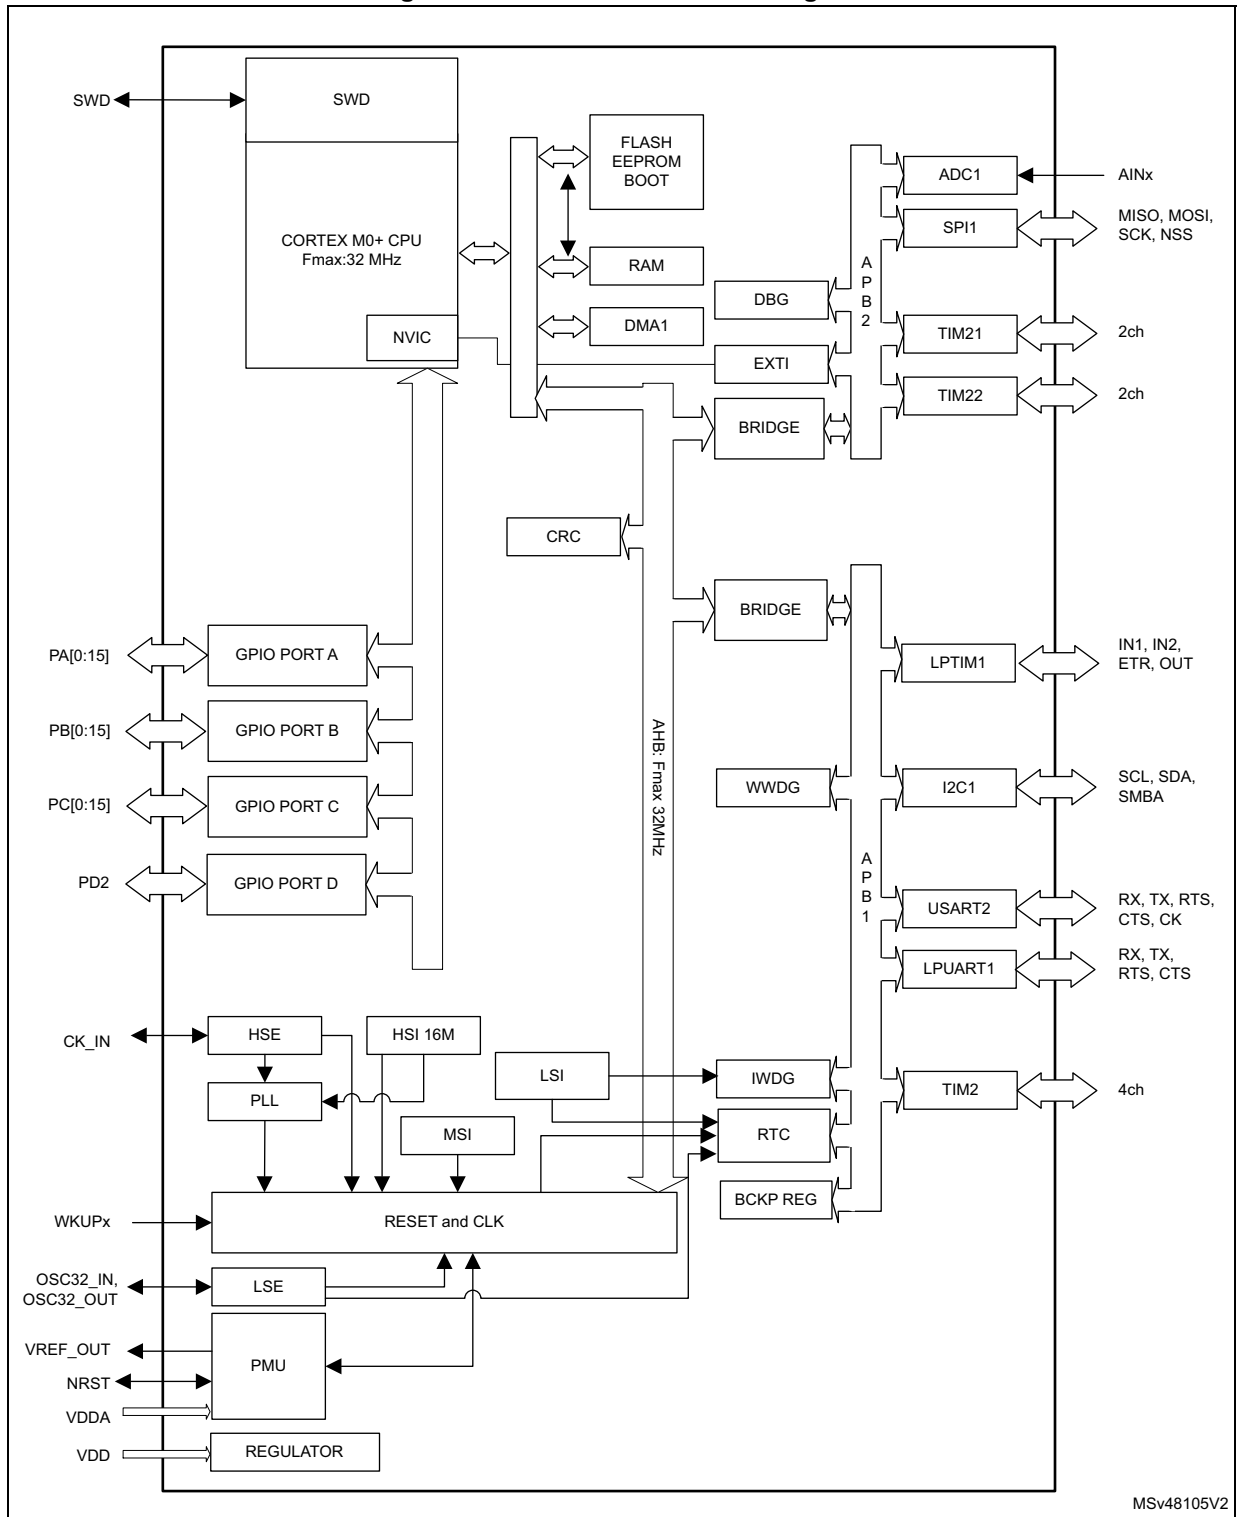 SWD
SWD
FLASH
EEPROM
BOOT
ADC1
AINx
SPI1
MISO, MOSI,
SCK, NSS
CORTEX M0+ CPU
Fmax:32 MHz
RAM
A
P
B
2
DBG
DMA1
TIM21
2ch
NVIC
EXTI
TIM22
2ch
BRIDGE
CRC
BRIDGE
PA[0:15]
GPIO PORT A
LPTIM1
IN1, IN2,
ETR, OUT
PB[0:15]
GPIO PORT B
AHB: Fmax 32MHz
PC[0:15]
GPIO PORT C
WWDG
I2C1
SCL, SDA,
SMBA
PD2
GPIO PORT D
A
P
B
1
USART2
RX, TX, RTS,
CTS, CK
LPUART1
RX, TX,
RTS, CTS
CK_IN
HSE
HSI 16M
LSI
IWDG
TIM2
4ch
PLL
MSI
RTC
BCKP REG
WKUPx
RESET and CLK
OSC32_IN,
OSC32_OUT
LSE
VREF_OUT
PMU
NRST
VDDA
VDD
REGULATOR
MSv48105V2